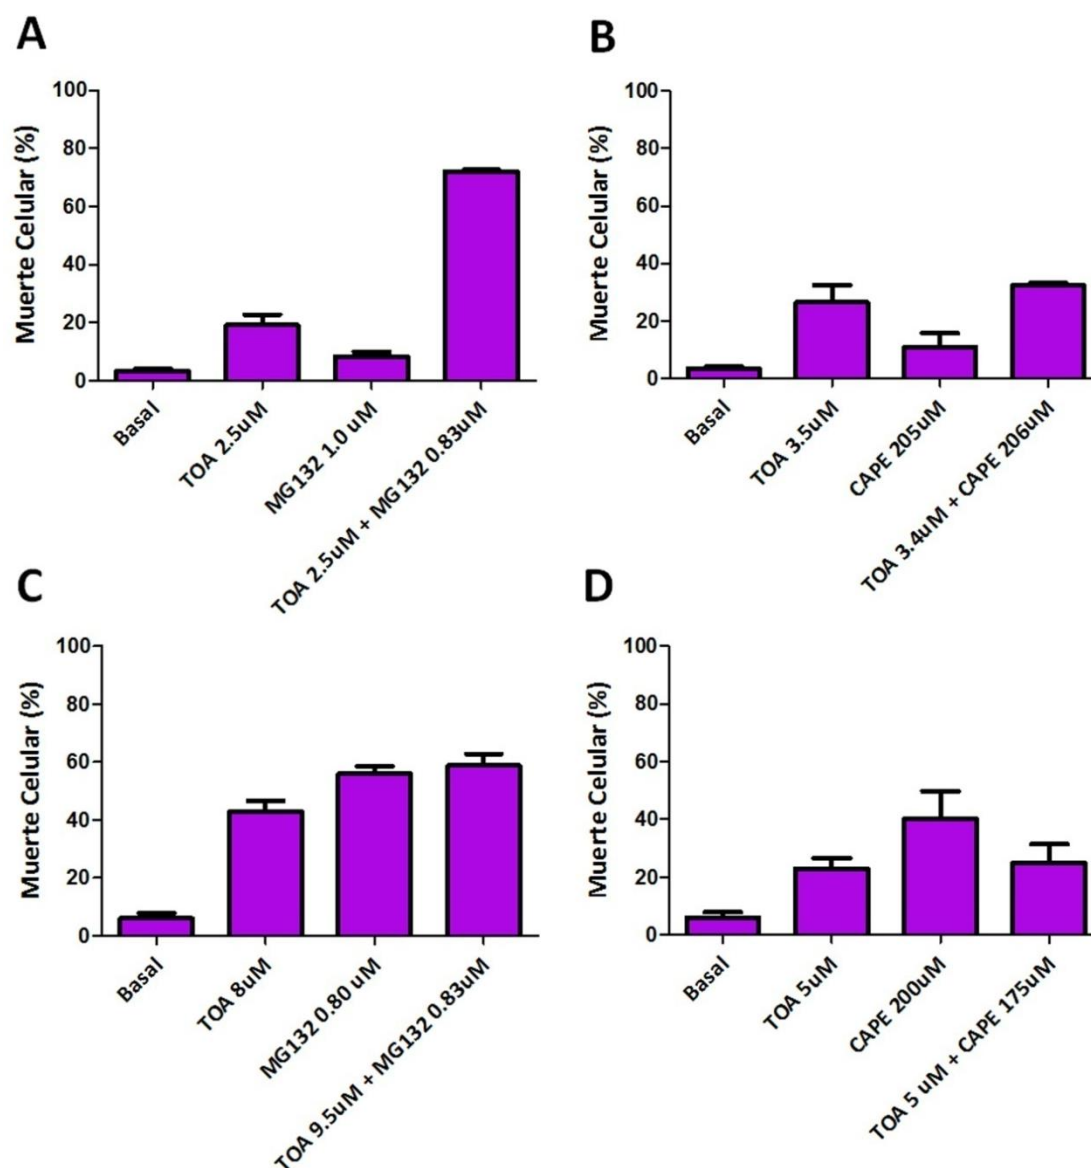 A
Muerte Celular (%)
100
80
60
40
20
0
Basal
TOA 2.5uM
MG132 1.0 uM
TOA 2.5uM + MG132 0.83uM
B
Muerte Celular (%)
100
80
60
40
20
0
Basal
TOA 3.5uM
CAPE 205uM
TOA 3.4uM + CAPE 206uM
C
Muerte Celular (%)
100
80
60
40
20
0
Basal
TOA 8uM
MG132 0.80 uM
TOA 9.5uM + MG132 0.83uM
D
Muerte Celular (%)
100
80
60
40
20
0
Basal
TOA 5uM
CAPE 200uM
TOA 5 uM + CAPE 175uM